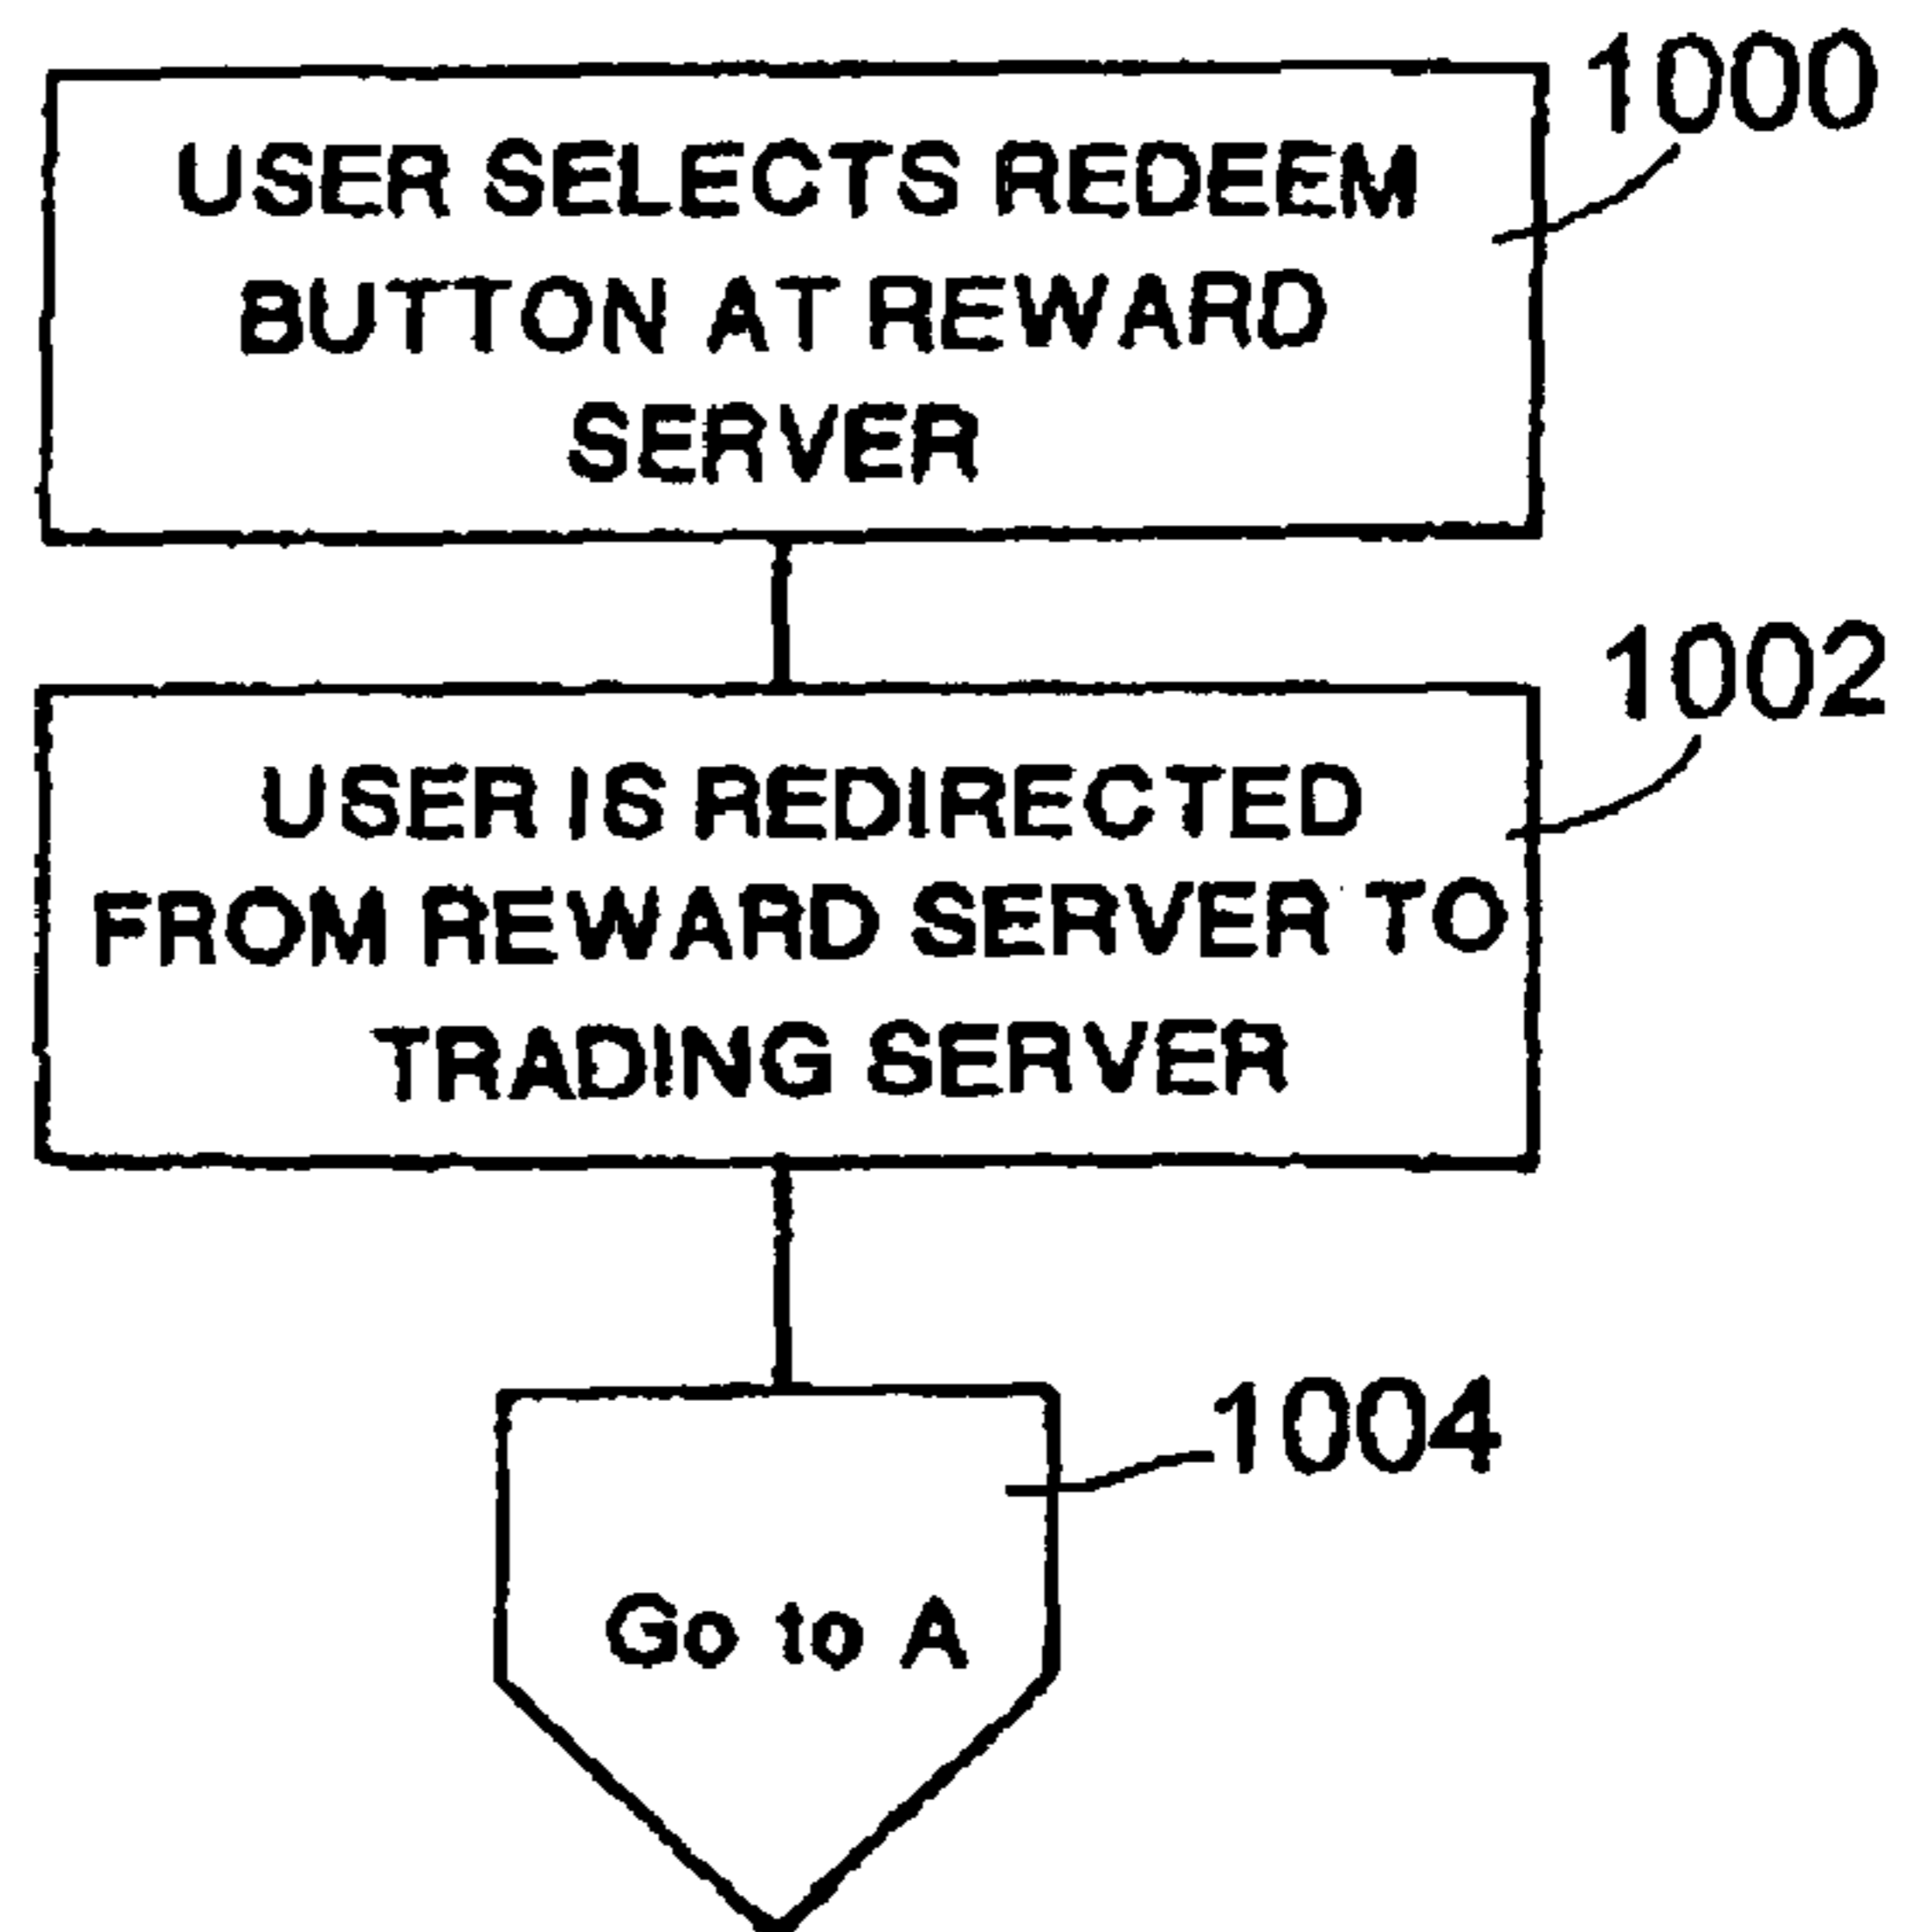 1000
USER SELECTS REDEEM
BUTTON AT REWARD
SERVER
1002
USER IS REDIRECTED
FROM REWARD SERVER TO
TRADING SERVER
1004
Go to A